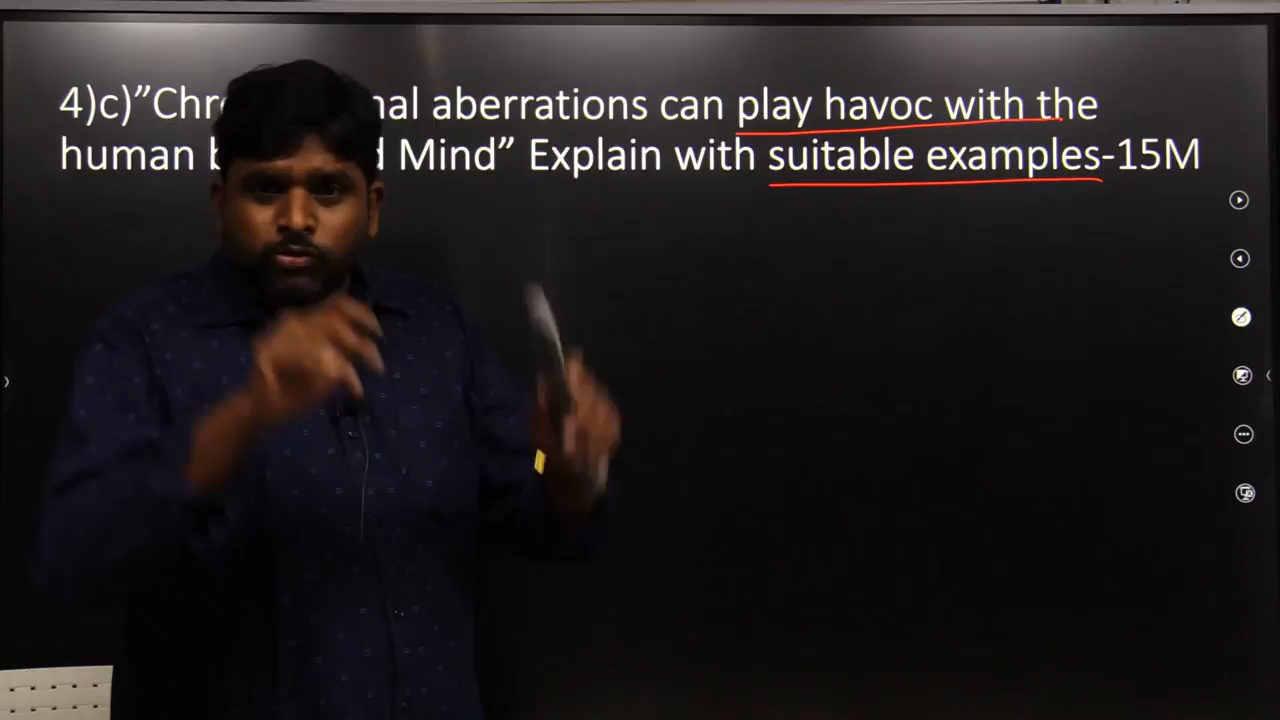 4)c)”Chr nal aberrations can play havoc with the
human b d Mind” Explain with suitable examples-15M